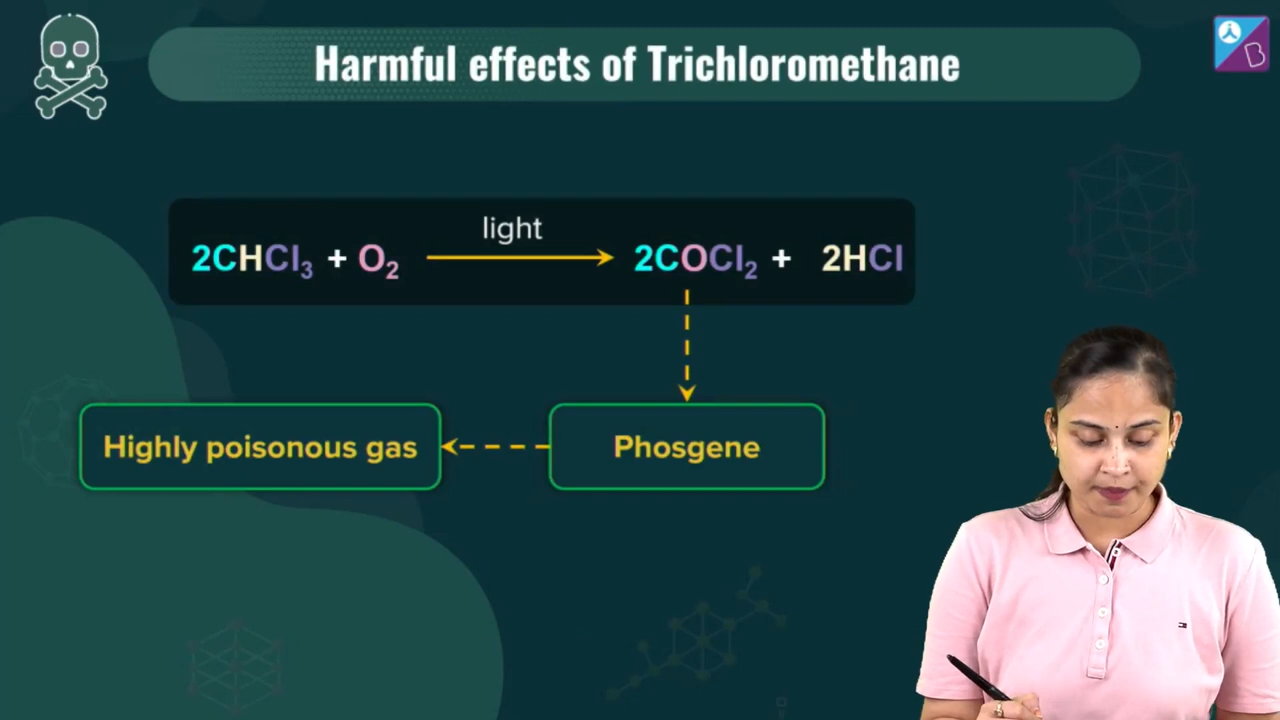 Harmful effects of Trichloromethane
light
2CHCl₃ + O₂ → 2COCl₂ + 2HCl
Highly poisonous gas
Phosgene
B